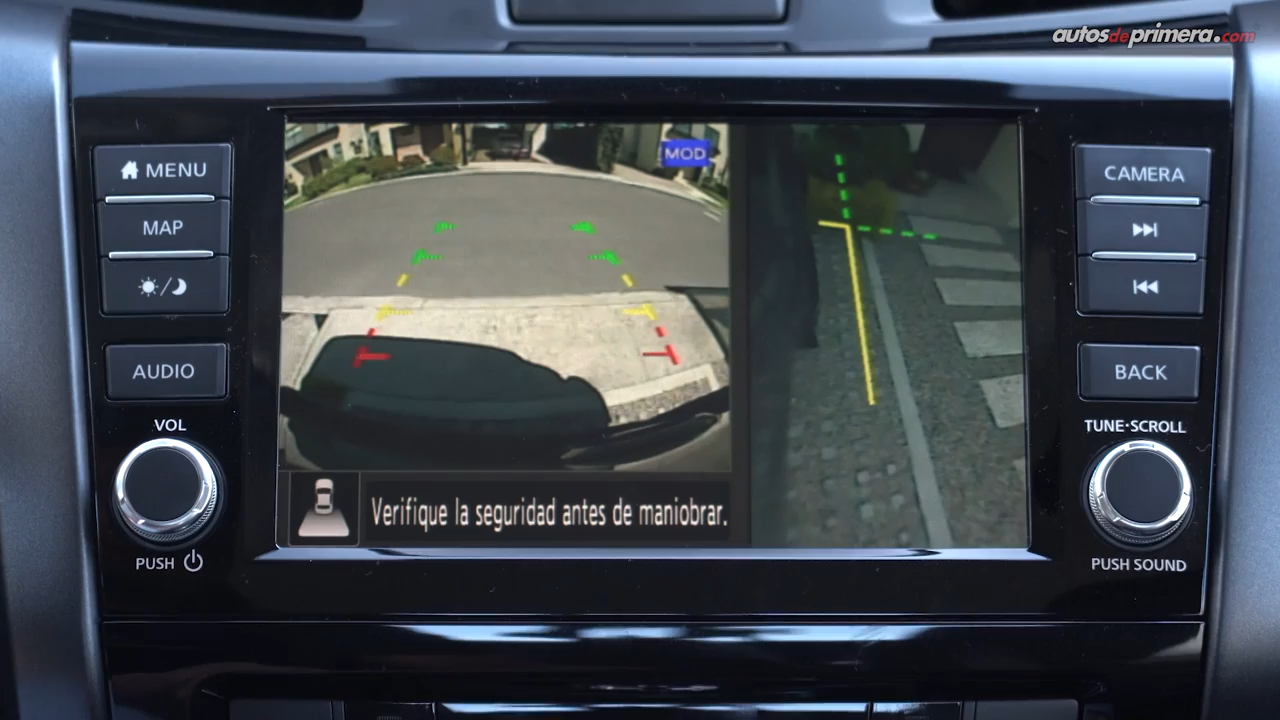 autosdeprimera.com
MENU
MAP
AUDIO
VOL
PUSH
MOD
Verifique la seguridad antes de maniobrar.
CAMERA
BACK
TUNE·SCROLL
PUSH SOUND